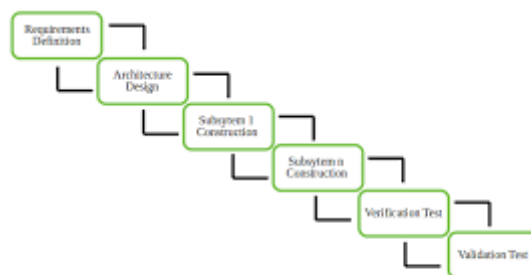 Requirements
Definition
Architecture
Design
Subsytem 1
Construction
Subsytem n
Construction
Verification Test
Validation Test